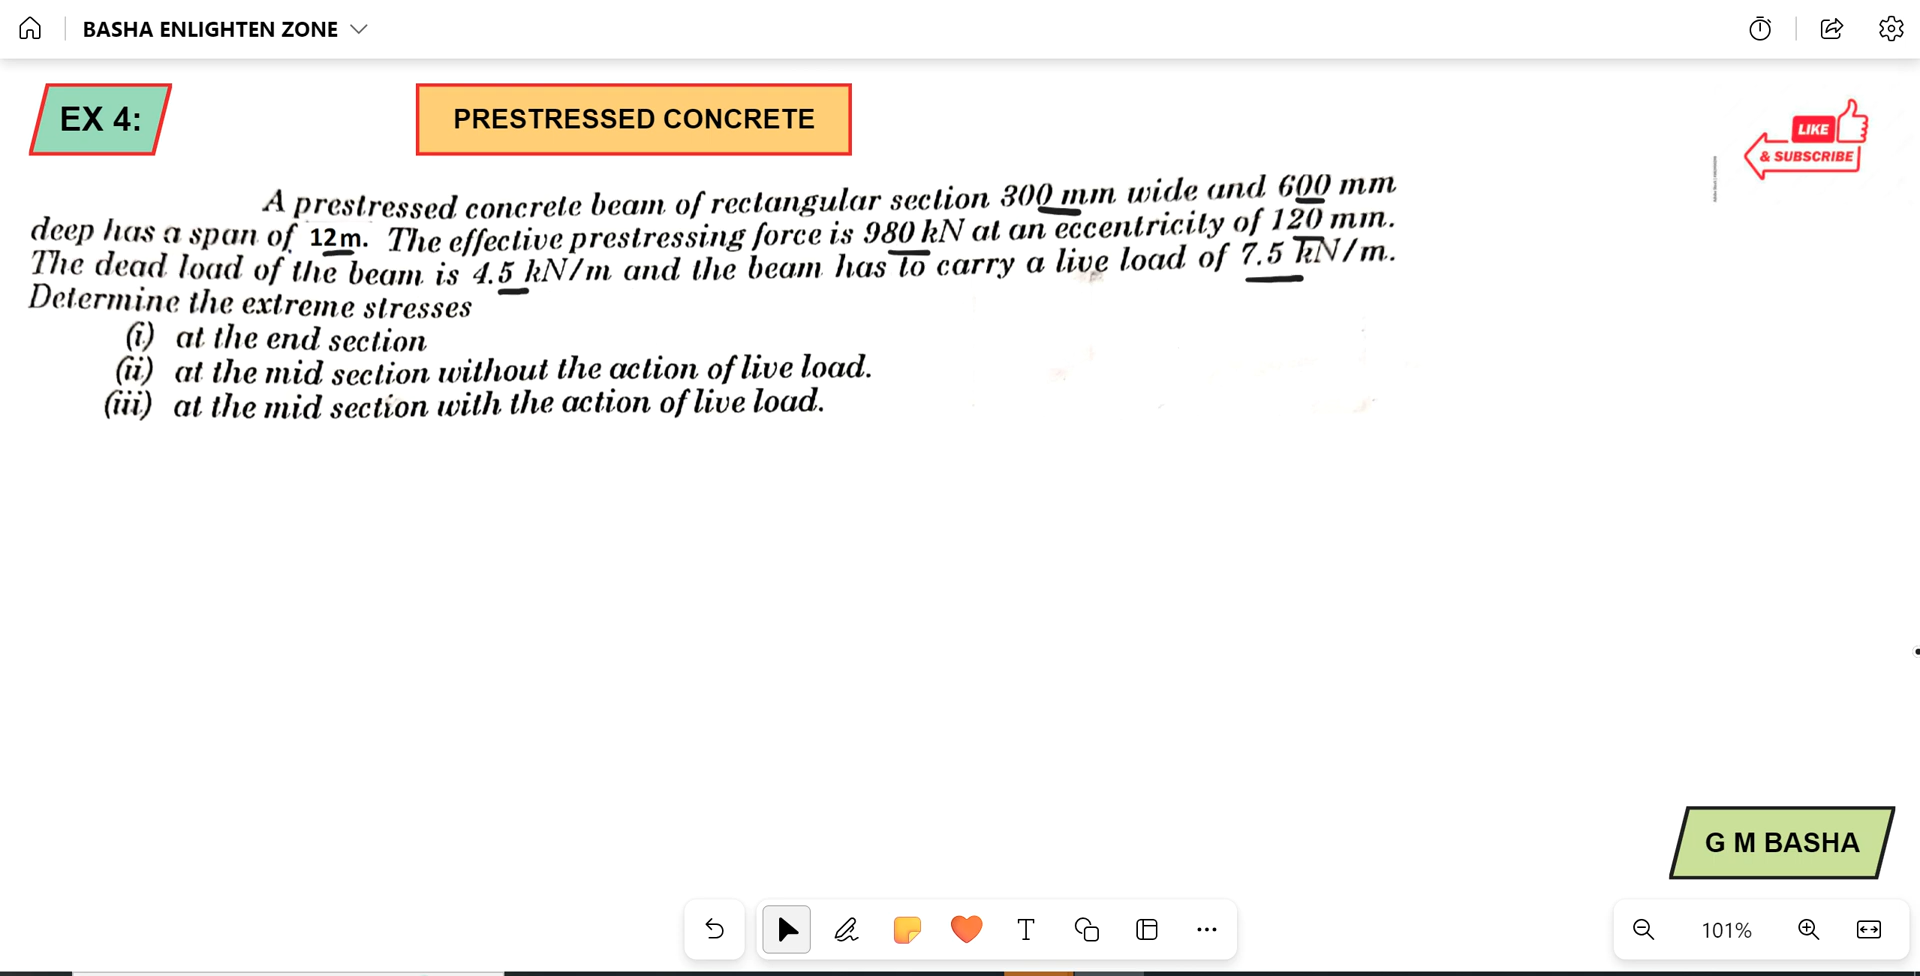 BASHA ENLIGHTEN ZONE
EX 4:
PRESTRESSED CONCRETE
LIKE
& SUBSCRIBE
A prestressed concrete beam of rectangular section 300 mm wide and 600 mm
deep has a span of 12m. The effective prestressing force is 980 kN at an eccentricity of 120 mm.
The dead load of the beam is 4.5 kN/m and the beam has to carry a live load of 7.5 kN/m.
Determine the extreme stresses
(i) at the end section
(ii) at the mid section without the action of live load.
(iii) at the mid section with the action of live load.
G M BASHA
T
101%